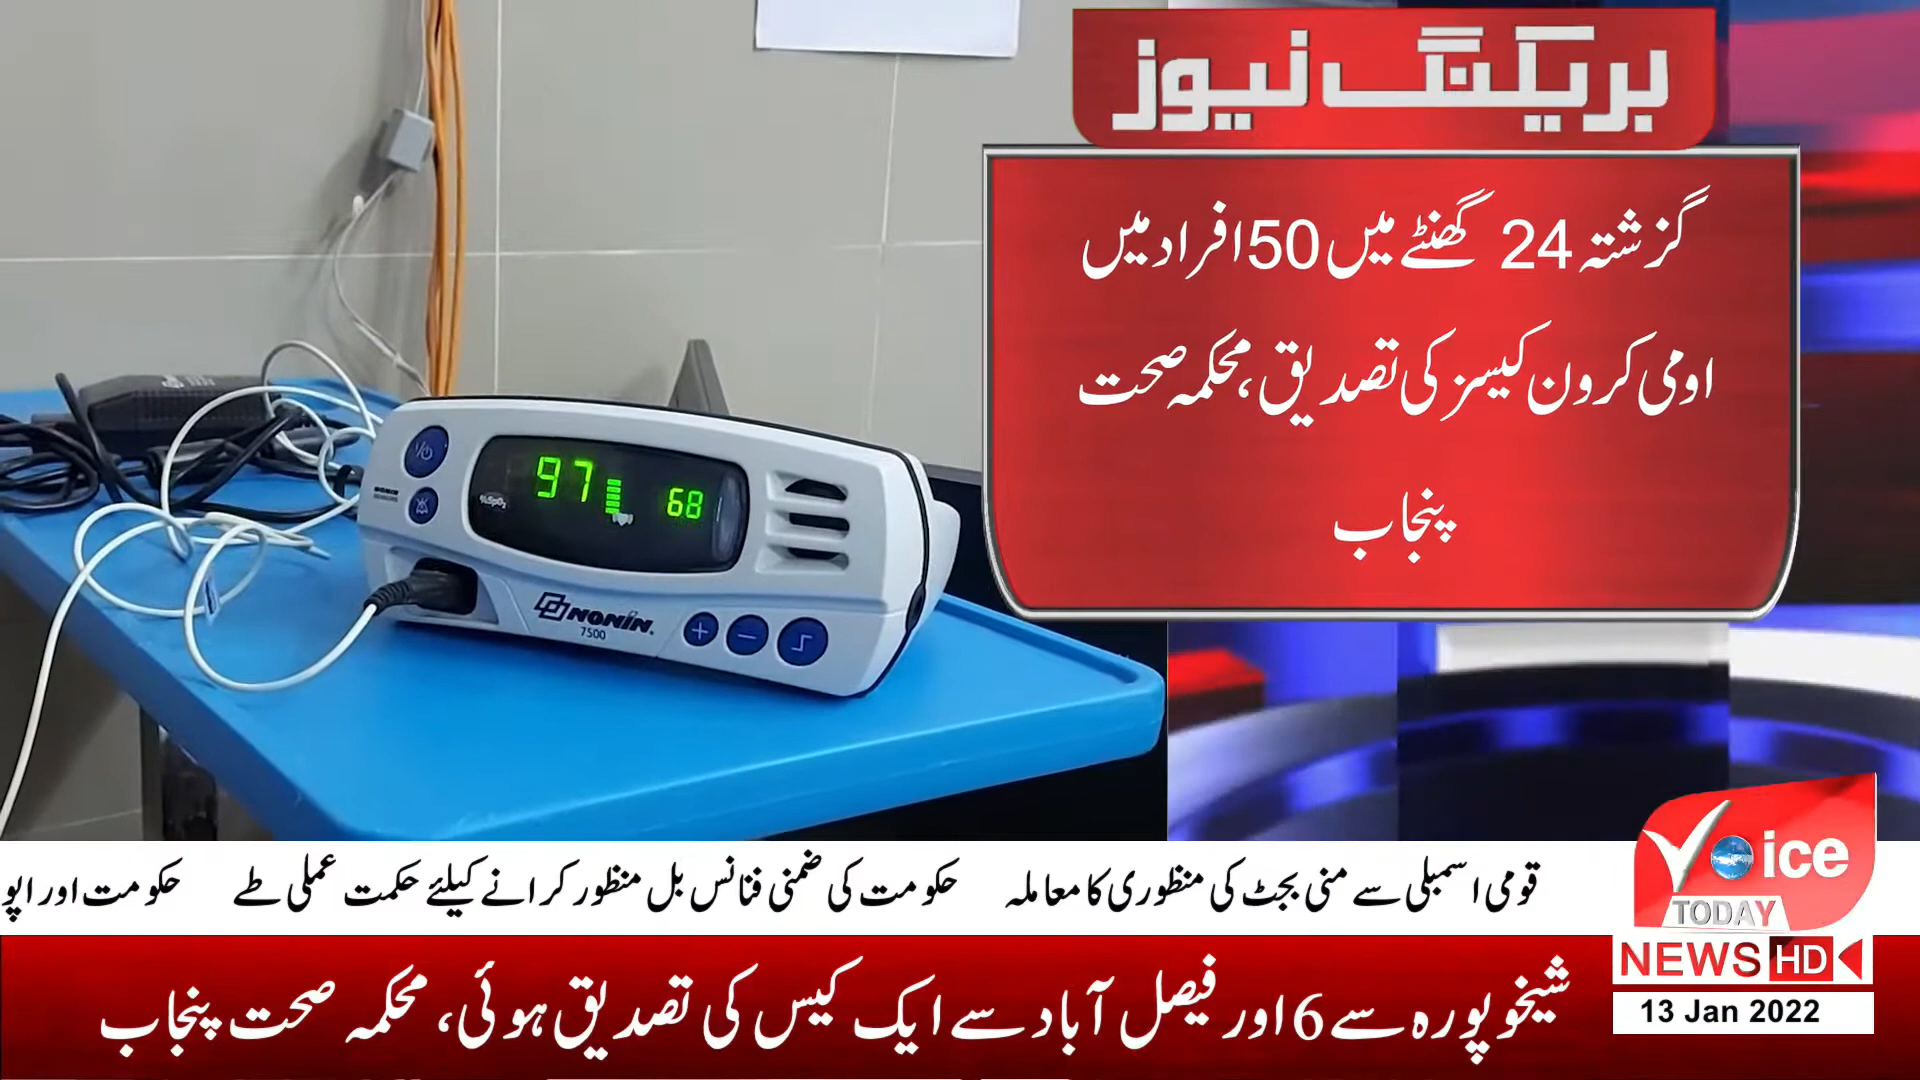 بریکنگ نیوز
گزشتہ 24 گھنٹے میں 50 افراد میں
اومی کرون کیسز کی تصدیق، محکمہ صحت
پنجاب
97
68
%SpO₂
NONIN
7500
Voice
TODAY
NEWS HD
13 Jan 2022
قومی اسمبلی سے منی بجٹ کی منظوری کا معاملہ حکومت کی ضمنی فنانس بل منظور کرانے کیلئے حکمت عملی طے حکومت اور اپو
شیخوپورہ سے 6 اور فیصل آباد سے ایک کیس کی تصدیق ہوئی، محکمہ صحت پنجاب